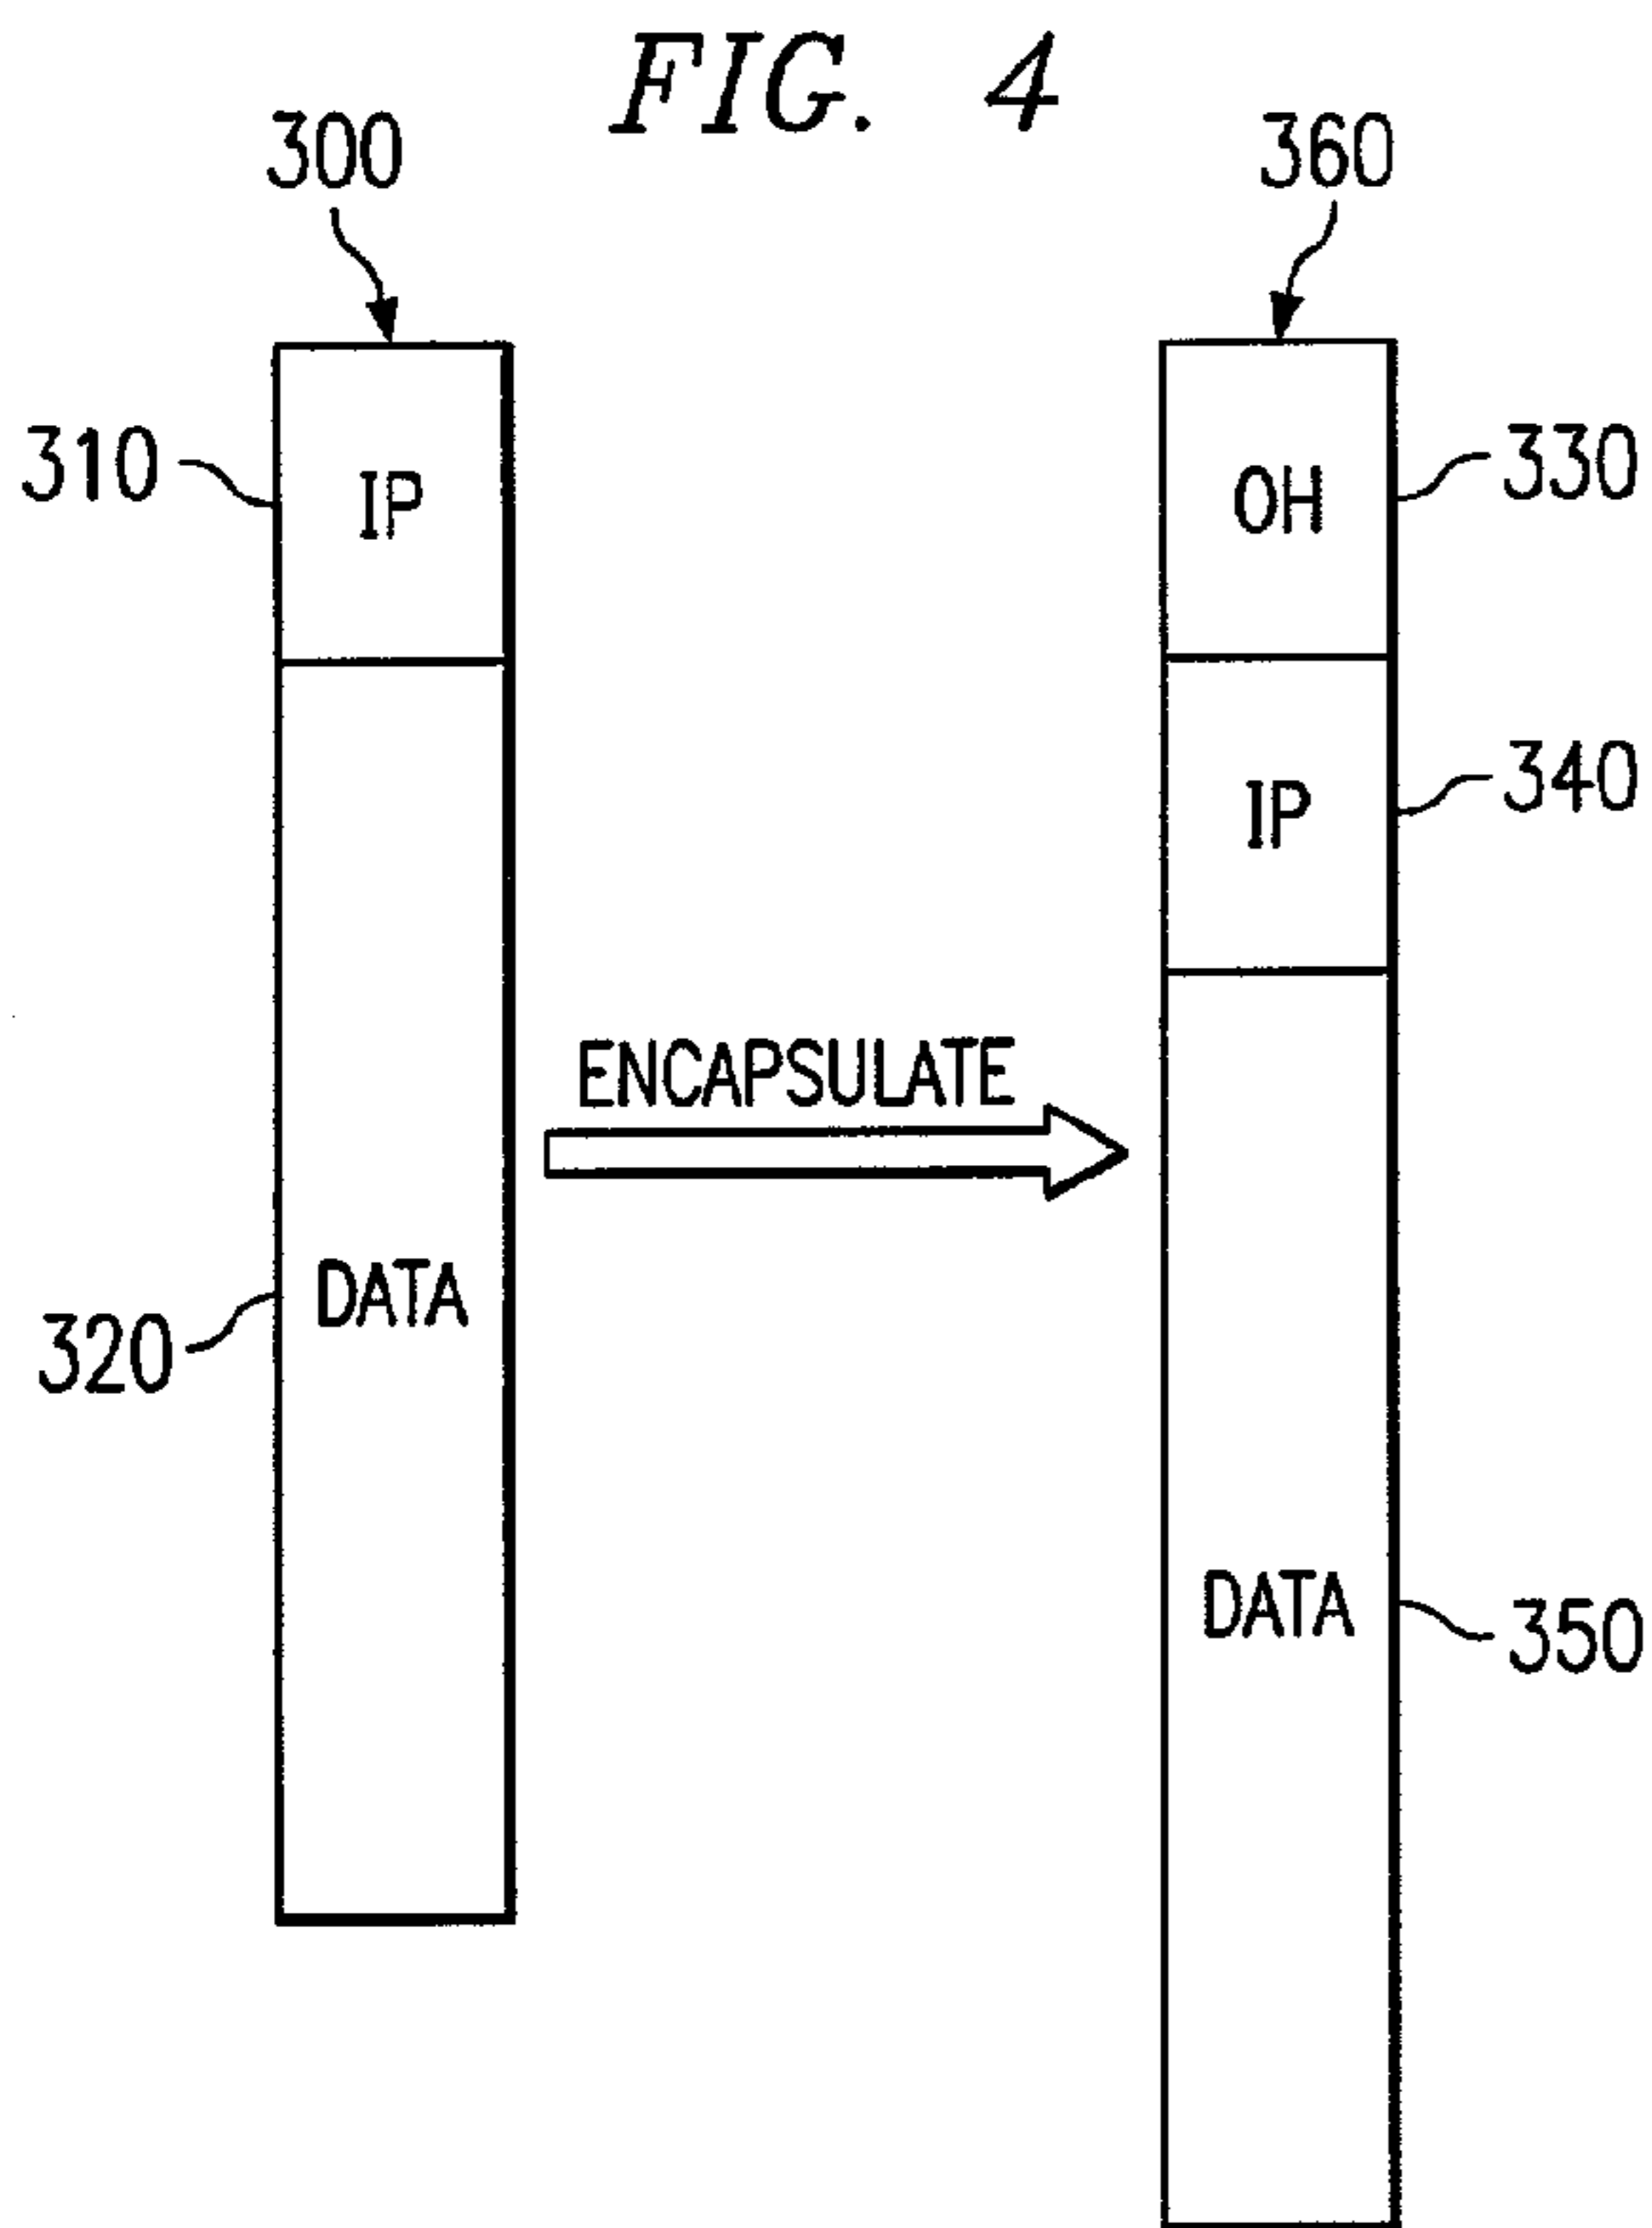 FIG. 4
300
360
310
IP
OH
330
IP
340
ENCAPSULATE
DATA
320
DATA
350